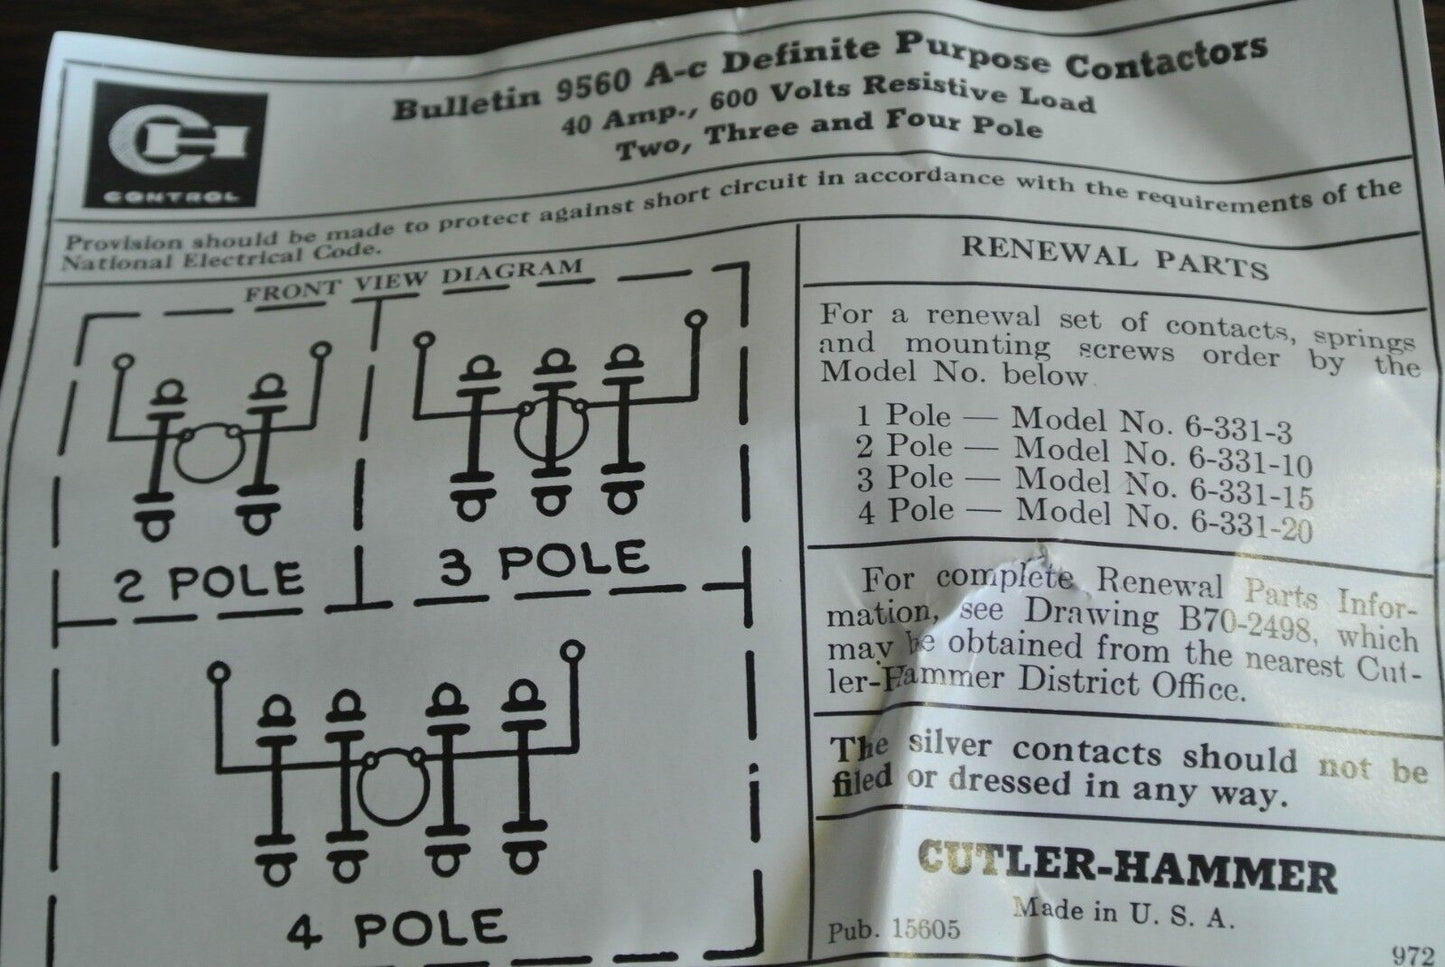 CH
CONTROL
Bulletin 9560 A-c Definite Purpose Contactors
40 Amp., 600 Volts Resistive Load
Two, Three and Four Pole
Provision should be made to protect against short circuit in accordance with the requirements of the
National Electrical Code.
FRONT VIEW DIAGRAM
2 POLE
3 POLE
4 POLE
RENEWAL PARTS
For a renewal set of contacts, springs
and mounting screws order by the
Model No. below
1 Pole — Model No. 6-331-3
2 Pole — Model No. 6-331-10
3 Pole — Model No. 6-331-15
4 Pole — Model No. 6-331-20
For complete Renewal Parts Infor-
mation, see Drawing B70-2498, which
may be obtained from the nearest Cut-
ler-Hammer District Office.
The silver contacts should not be
filed or dressed in any way.
CUTLER-HAMMER
Made in U. S. A.
Pub. 15605
972